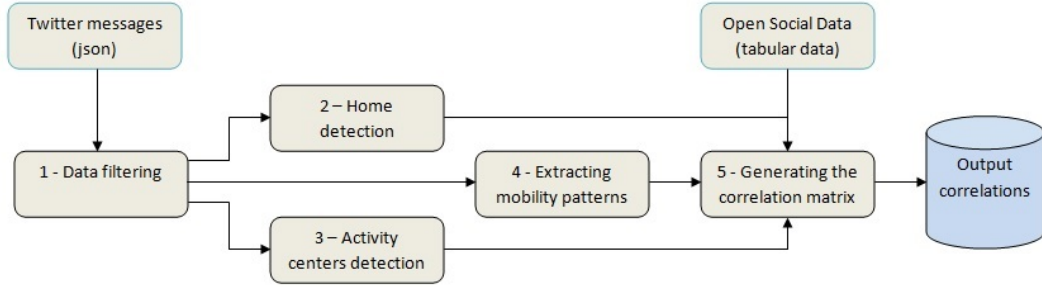 Twitter messages
(json)
Open Social Data
(tabular data)
2 – Home
detection
1 - Data filtering
4 - Extracting
mobility patterns
5 - Generating the
correlation matrix
Output
correlations
3 – Activity
centers detection